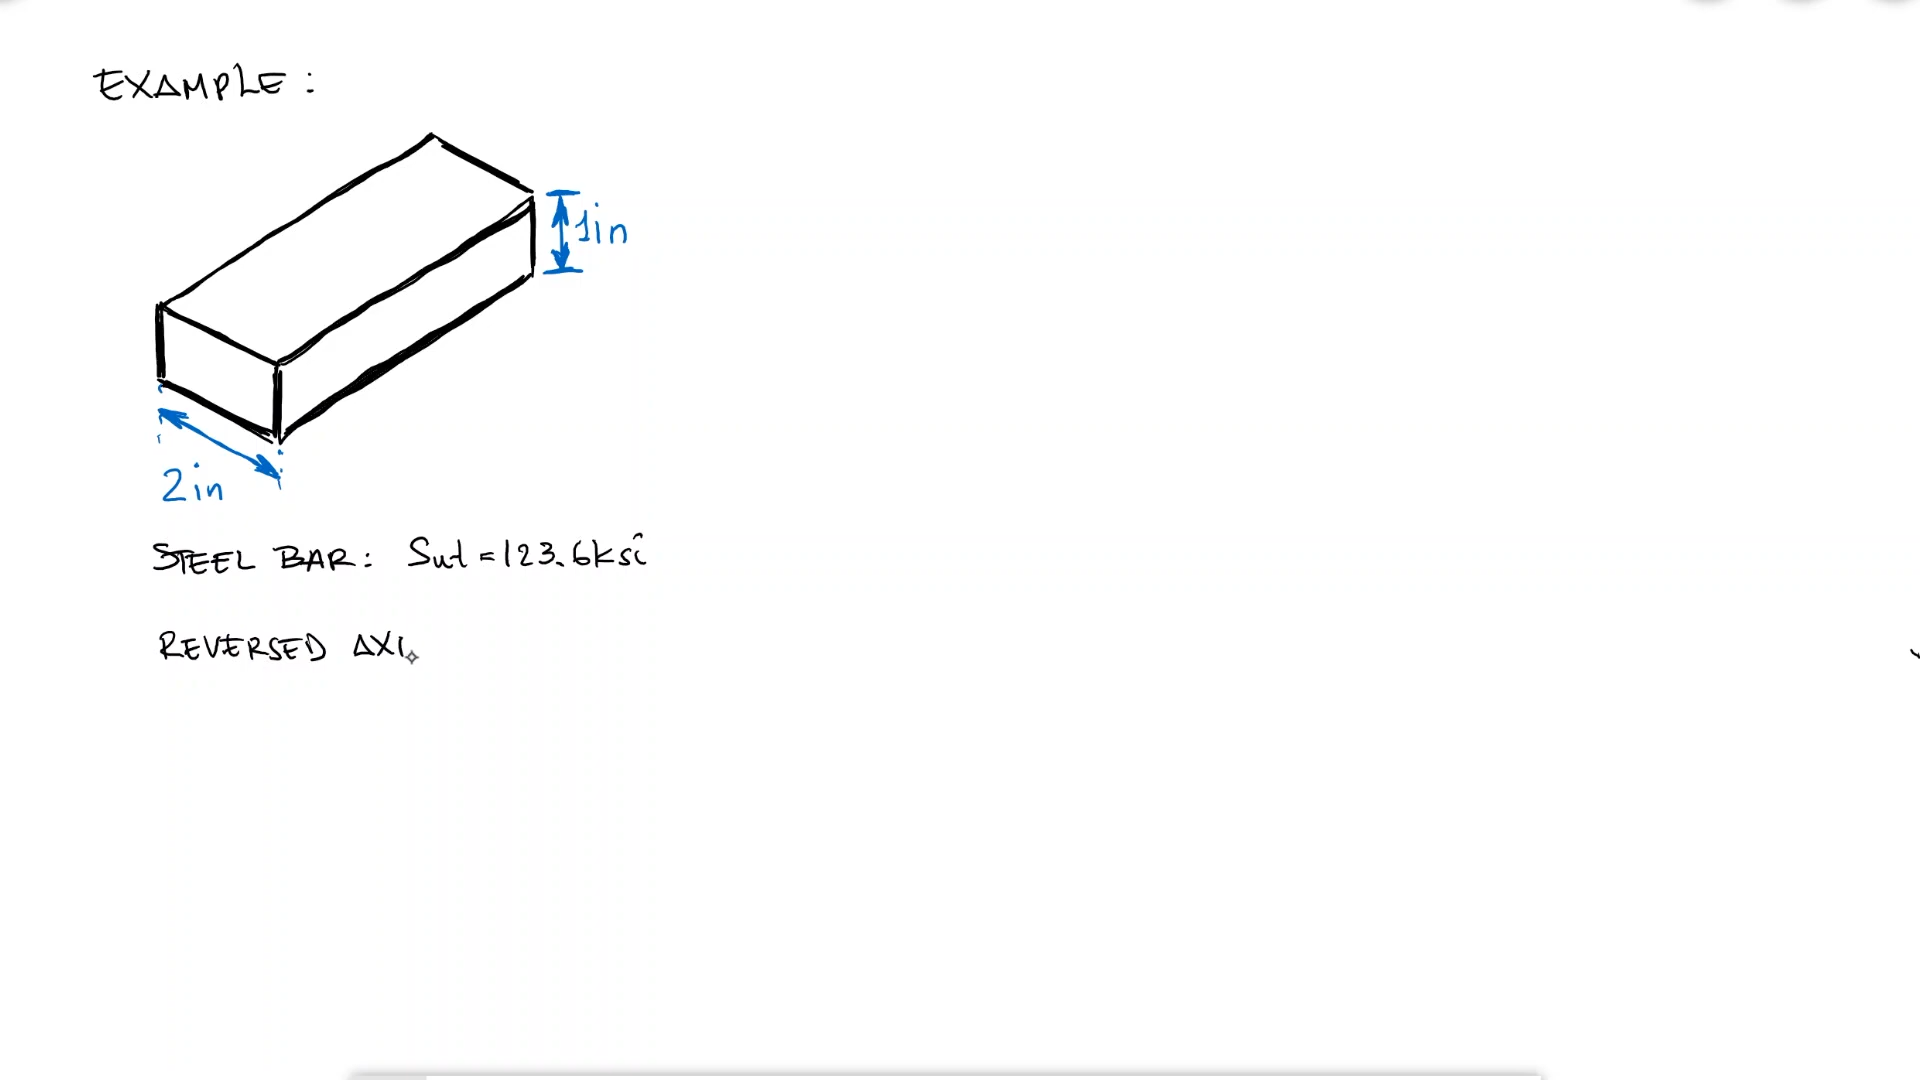 EXAMPLE :
1in
2in
STEEL BAR: Sut = 123.6ksi
REVERSED AXI